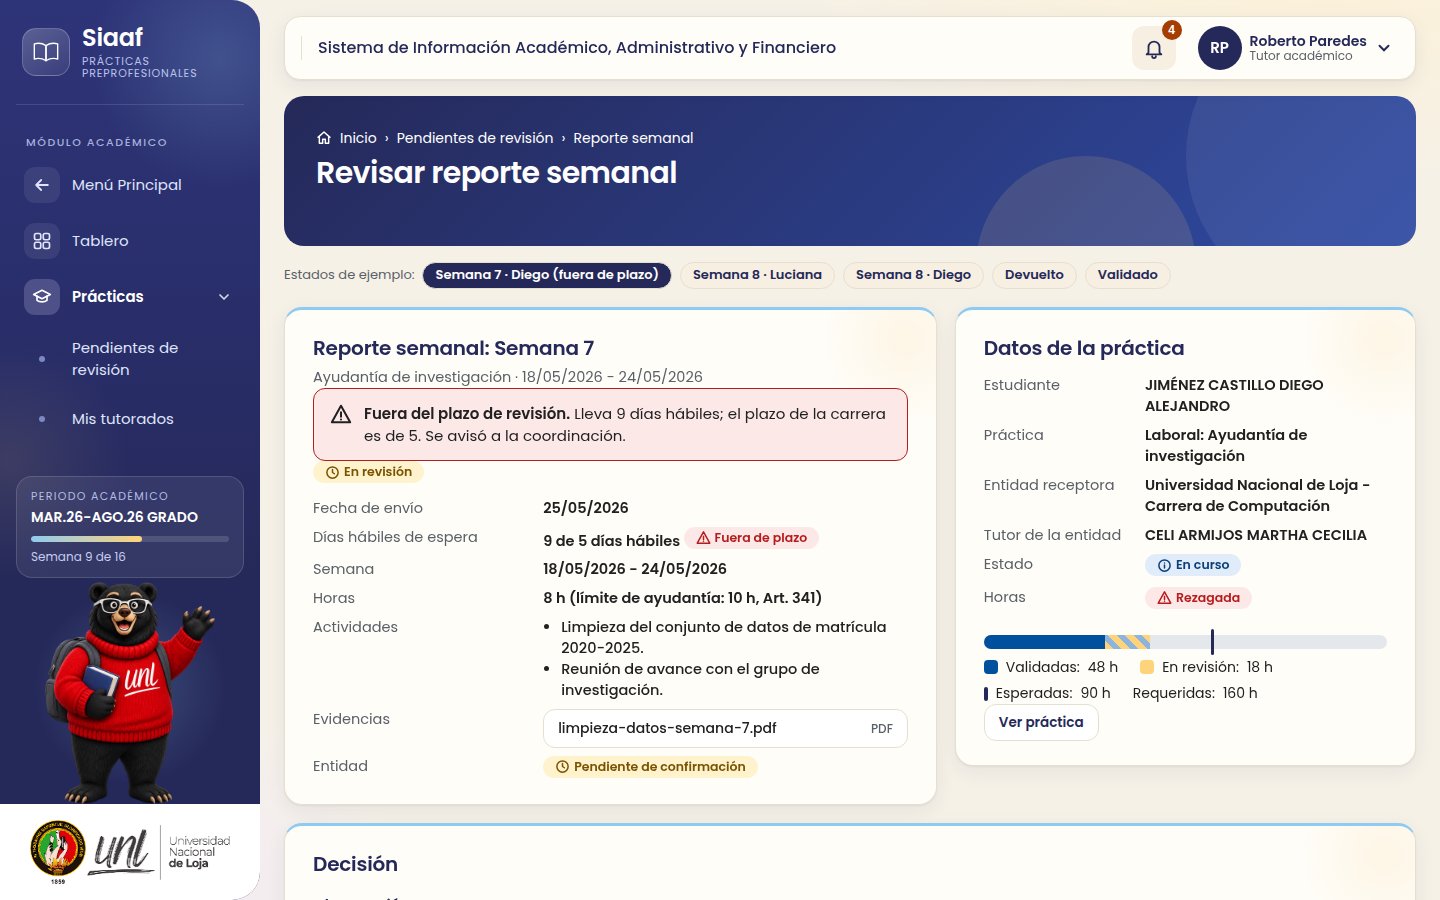 Siaaf
PRÁCTICAS
PREPROFESIONALES
MÓDULO ACADÉMICO
Menú Principal
Tablero
Prácticas
Pendientes de
revisión
Mis tutorados
PERIODO ACADÉMICO
MAR.26-AGO.26 GRADO
Semana 9 de 16
unl
1859
unl
Universidad
Nacional
de Loja
Sistema de Información Académico, Administrativo y Financiero
4
RP
Roberto Paredes
Tutor académico
Inicio › Pendientes de revisión › Reporte semanal
Revisar reporte semanal
Estados de ejemplo: Semana 7 · Diego (fuera de plazo) Semana 8 · Luciana Semana 8 · Diego Devuelto Validado
Reporte semanal: Semana 7
Ayudantía de investigación · 18/05/2026 - 24/05/2026
Fuera del plazo de revisión. Lleva 9 días hábiles; el plazo de la carrera
es de 5. Se avisó a la coordinación.
En revisión
Fecha de envío 25/05/2026
Días hábiles de espera 9 de 5 días hábiles Fuera de plazo
Semana 18/05/2026 - 24/05/2026
Horas 8 h (límite de ayudantía: 10 h, Art. 341)
Actividades • Limpieza del conjunto de datos de matrícula
2020-2025.
• Reunión de avance con el grupo de
investigación.
Evidencias limpieza-datos-semana-7.pdf PDF
Entidad Pendiente de confirmación
Datos de la práctica
Estudiante JIMÉNEZ CASTILLO DIEGO
ALEJANDRO
Práctica Laboral: Ayudantía de
investigación
Entidad receptora Universidad Nacional de Loja -
Carrera de Computación
Tutor de la entidad CELI ARMIJOS MARTHA CECILIA
Estado En curso
Horas Rezagada
Validadas: 48 h En revisión: 18 h
Esperadas: 90 h Requeridas: 160 h
Ver práctica
Decisión